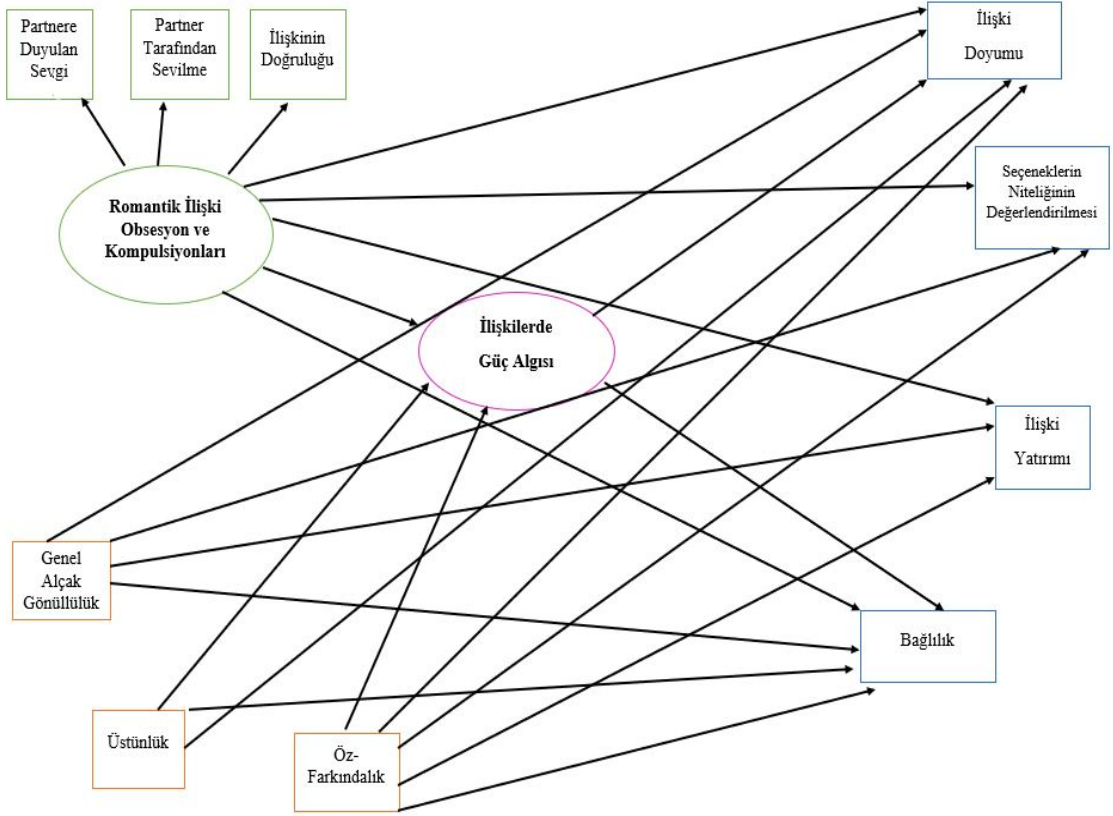 Partnere
Duyulan
Sevgi
Partner
Tarafından
Sevilme
İlişkinin
Doğruluğu
İlişki
Doyumu
Romantik İlişki
Obsesyon ve
Kompulsiyonları
Seçeneklerin
Niteliğinin
Değerlendirilmesi
İlişkilerde
Güç Algısı
İlişki
Yatırımı
Genel
Alçak
Gönüllülük
Bağlılık
Üstünlük
Öz-
Farkındalık